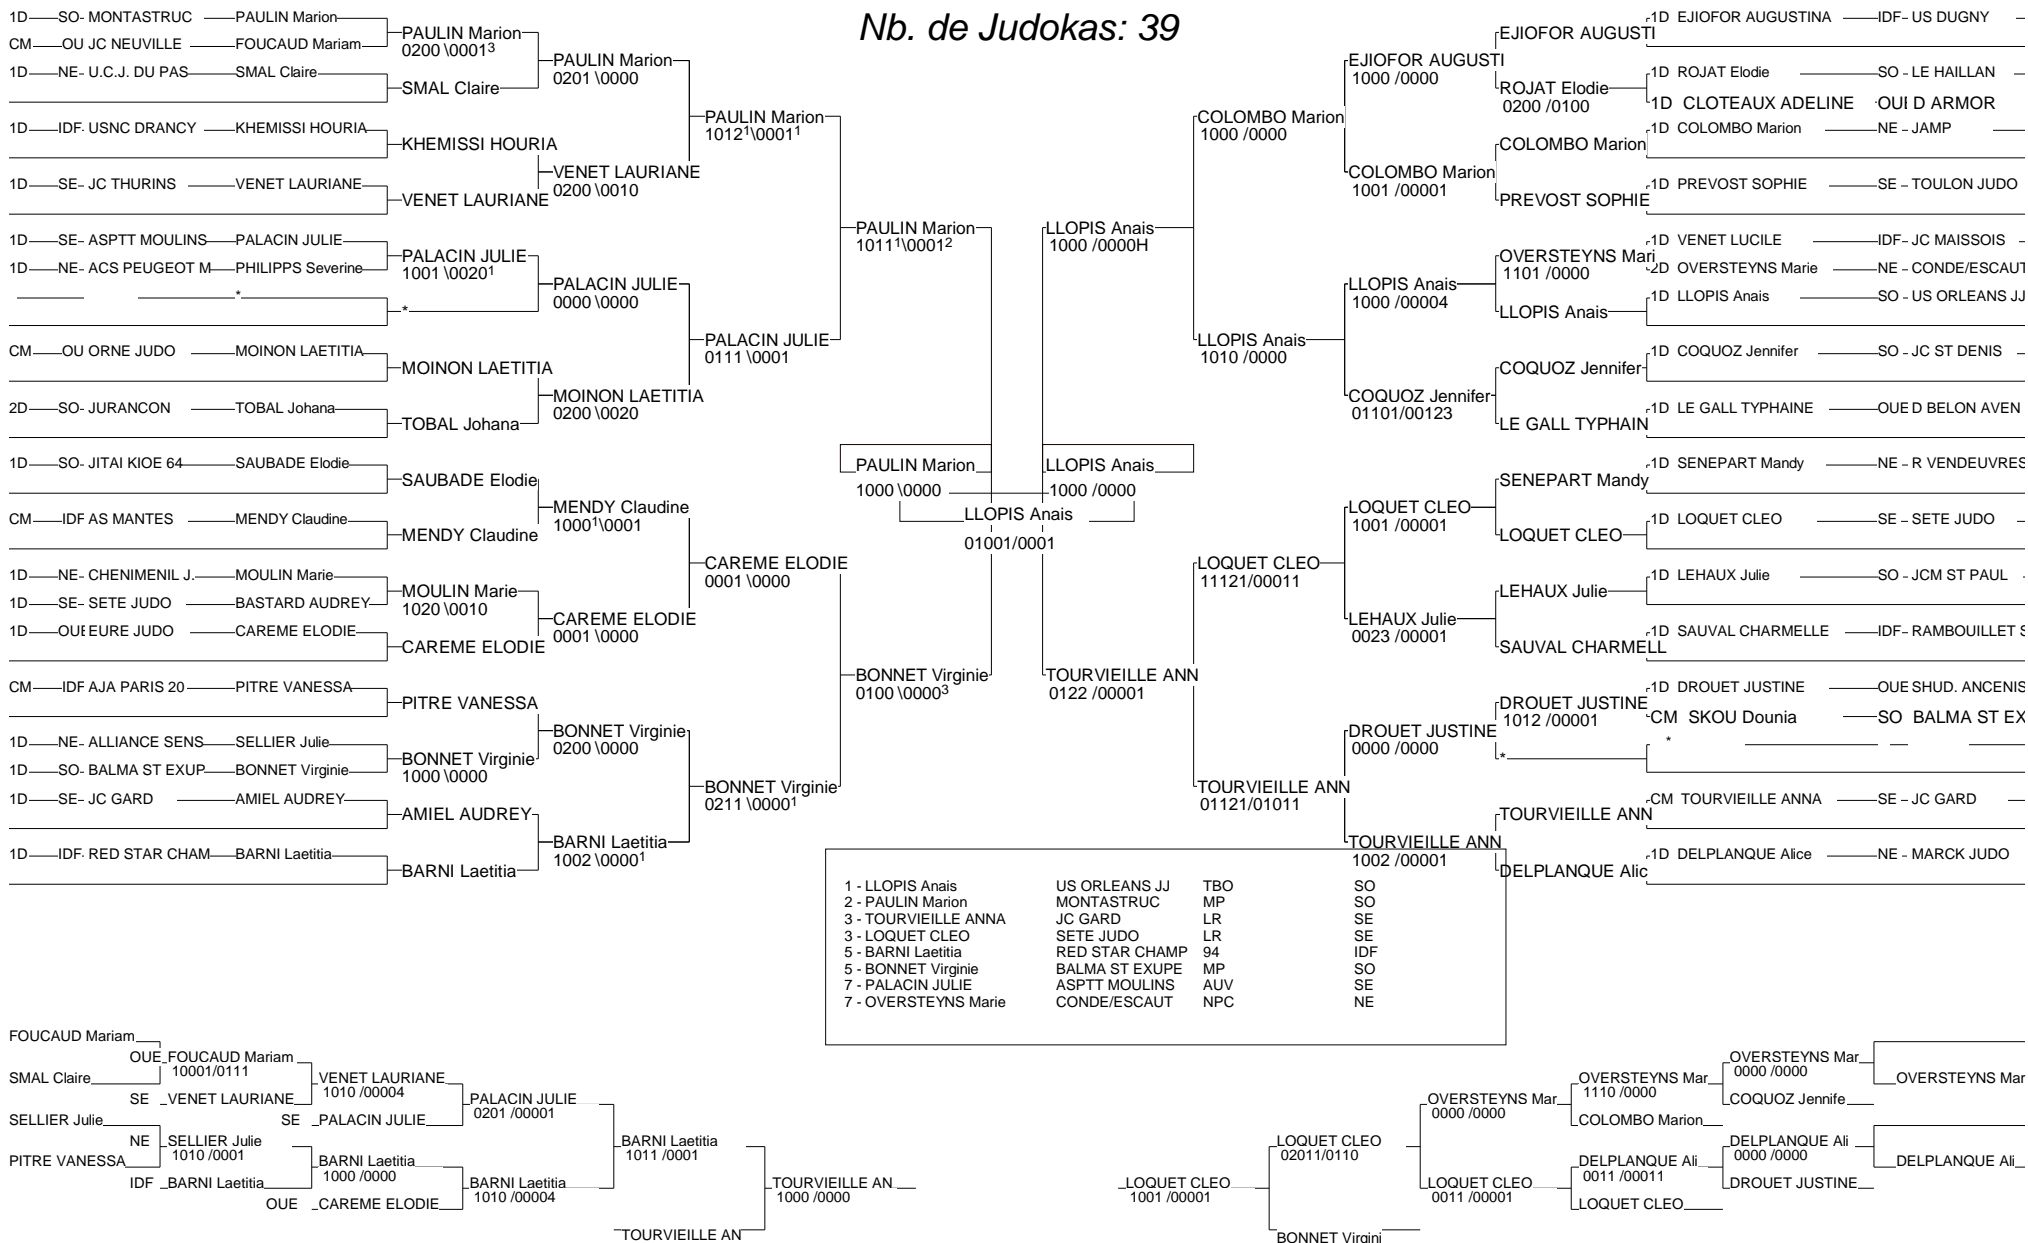 Nb. de Judokas: 39
1D SO- MONTASTRUC PAULIN Marion
CM OU JC NEUVILLE FOUCAUD Mariam
1D NE- U.C.J. DU PAS SMAL Claire
1D IDF- USNC DRANCY KHEMISSI HOURIA
1D SE- JC THURINS VENET LAURIANE
1D SE- ASPTT MOULINS PALACIN JULIE
1D NE- ACS PEUGEOT M PHILIPPS Severine
*
CM OU ORNE JUDO MOINON LAETITIA
2D SO- JURANCON TOBAL Johana
1D SO- JITAI KIOE 64 SAUBADE Elodie
CM IDF AS MANTES MENDY Claudine
1D NE- CHENIMENIL J. MOULIN Marie
1D SE- SETE JUDO BASTARD AUDREY
1D OUE EURE JUDO CAREME ELODIE
CM IDF AJA PARIS 20 PITRE VANESSA
1D NE- ALLIANCE SENS SELLIER Julie
1D SO- BALMA ST EXUP BONNET Virginie
1D SE- JC GARD AMIEL AUDREY
1D IDF- RED STAR CHAM BARNI Laetitia
PAULIN Marion
0200 \0001³
SMAL Claire
KHEMISSI HOURIA
VENET LAURIANE
PALACIN JULIE
1001 \0020¹
*
MOINON LAETITIA
TOBAL Johana
SAUBADE Elodie
MENDY Claudine
MOULIN Marie
1020 \0010
CAREME ELODIE
PITRE VANESSA
BONNET Virginie
1000 \0000
AMIEL AUDREY
BARNI Laetitia
PAULIN Marion
0201 \0000
VENET LAURIANE
0200 \0010
PALACIN JULIE
0000 \0000
MOINON LAETITIA
0200 \0020
MENDY Claudine
1000¹\0001
CAREME ELODIE
0001 \0000
BONNET Virginie
0200 \0000
BARNI Laetitia
1002 \0000¹
PAULIN Marion
1012¹\0001¹
PALACIN JULIE
0111 \0001
CAREME ELODIE
0001 \0000
BONNET Virginie
0211 \0000¹
PAULIN Marion
1011¹\0001²
BONNET Virginie
0100 \0000³
PAULIN Marion
1000 \0000
LLOPIS Anais
1000 /0000
LLOPIS Anais
01001/0001
LLOPIS Anais
1000 /0000H
TOURVIEILLE ANN
0122 /00001
COLOMBO Marion
1000 /0000
LLOPIS Anais
1010 /0000
LOQUET CLEO
11121/00011
TOURVIEILLE ANN
01121/01011
EJIOFOR AUGUSTI
1000 /0000
COLOMBO Marion
1001 /00001
LLOPIS Anais
1000 /00004
COQUOZ Jennifer
01101/00123
LOQUET CLEO
1001 /00001
LEHAUX Julie
0023 /00001
DROUET JUSTINE
0000 /0000
TOURVIEILLE ANN
1002 /00001
EJIOFOR AUGUSTI
ROJAT Elodie
0200 /0100
COLOMBO Marion
PREVOST SOPHIE
OVERSTEYNS Mari
1101 /0000
LLOPIS Anais
COQUOZ Jennifer
LE GALL TYPHAIN
SENEPART Mandy
LOQUET CLEO
LEHAUX Julie
SAUVAL CHARMELL
DROUET JUSTINE
1012 /00001
*
TOURVIEILLE ANN
DELPLANQUE Alic
1D EJIOFOR AUGUSTINA IDF- US DUGNY
1D ROJAT Elodie SO - LE HAILLAN
1D CLOTEAUX ADELINE OUE D ARMOR
1D COLOMBO Marion NE - JAMP
1D PREVOST SOPHIE SE - TOULON JUDO
1D VENET LUCILE IDF- JC MAISSOIS
2D OVERSTEYNS Marie NE - CONDE/ESCAUT
1D LLOPIS Anais SO - US ORLEANS JJ
1D COQUOZ Jennifer SO - JC ST DENIS
1D LE GALL TYPHAINE OUE D BELON AVEN
1D SENEPART Mandy NE - R VENDEUVRES
1D LOQUET CLEO SE - SETE JUDO
1D LEHAUX Julie SO - JCM ST PAUL
1D SAUVAL CHARMELLE IDF- RAMBOUILLET S
1D DROUET JUSTINE OUE SHUD. ANCENIS
CM SKOU Dounia SO BALMA ST EX
*
CM TOURVIEILLE ANNA SE - JC GARD
1D DELPLANQUE Alice NE - MARCK JUDO
1 - LLOPIS Anais US ORLEANS JJ TBO SO
2 - PAULIN Marion MONTASTRUC MP SO
3 - TOURVIEILLE ANNA JC GARD LR SE
3 - LOQUET CLEO SETE JUDO LR SE
5 - BARNI Laetitia RED STAR CHAMP 94 IDF
5 - BONNET Virginie BALMA ST EXUPE MP SO
7 - PALACIN JULIE ASPTT MOULINS AUV SE
7 - OVERSTEYNS Marie CONDE/ESCAUT NPC NE
FOUCAUD Mariam
SMAL Claire
SELLIER Julie
PITRE VANESSA
OUE FOUCAUD Mariam
10001/0111
SE VENET LAURIANE
NE SELLIER Julie
1010 /0001
IDF BARNI Laetitia
VENET LAURIANE
1010 /00004
SE PALACIN JULIE
BARNI Laetitia
1000 /0000
OUE CAREME ELODIE
PALACIN JULIE
0201 /00001
BARNI Laetitia
1010 /00004
BARNI Laetitia
1011 /0001
TOURVIEILLE AN
TOURVIEILLE AN
1000 /0000
LOQUET CLEO
1001 /00001
LOQUET CLEO
02011/0110
BONNET Virgini
OVERSTEYNS Mar
0000 /0000
LOQUET CLEO
0011 /00001
OVERSTEYNS Mar
1110 /0000
COLOMBO Marion
DELPLANQUE Ali
0011 /00011
LOQUET CLEO
OVERSTEYNS Mar
0000 /0000
COQUOZ Jennife
DELPLANQUE Ali
0000 /0000
DROUET JUSTINE
OVERSTEYNS Mar
DELPLANQUE Ali